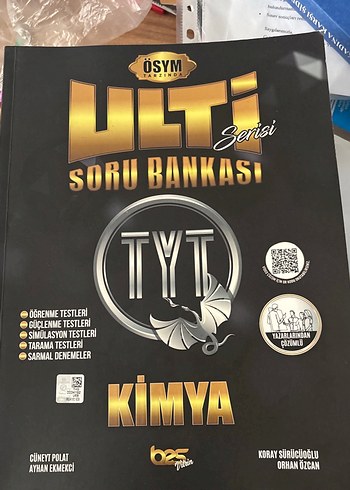 ÖSYM
TARZINDA
ULTİ
Serisi
SORU BANKASI
TYT
ÖĞRENME TESTLERİ
GÜÇLENME TESTLERİ
SİMÜLASYON TESTLERİ
TARAMA TESTLERİ
SARMAL DENEMELER
YAZARLARINDAN
ÇÖZÜMLÜ
KİMYA
CÜNEYT POLAT
AYHAN EKMEKCİ
b25
KORAY SÜRÜCÜOĞLU
ORHAN ÖZCAN